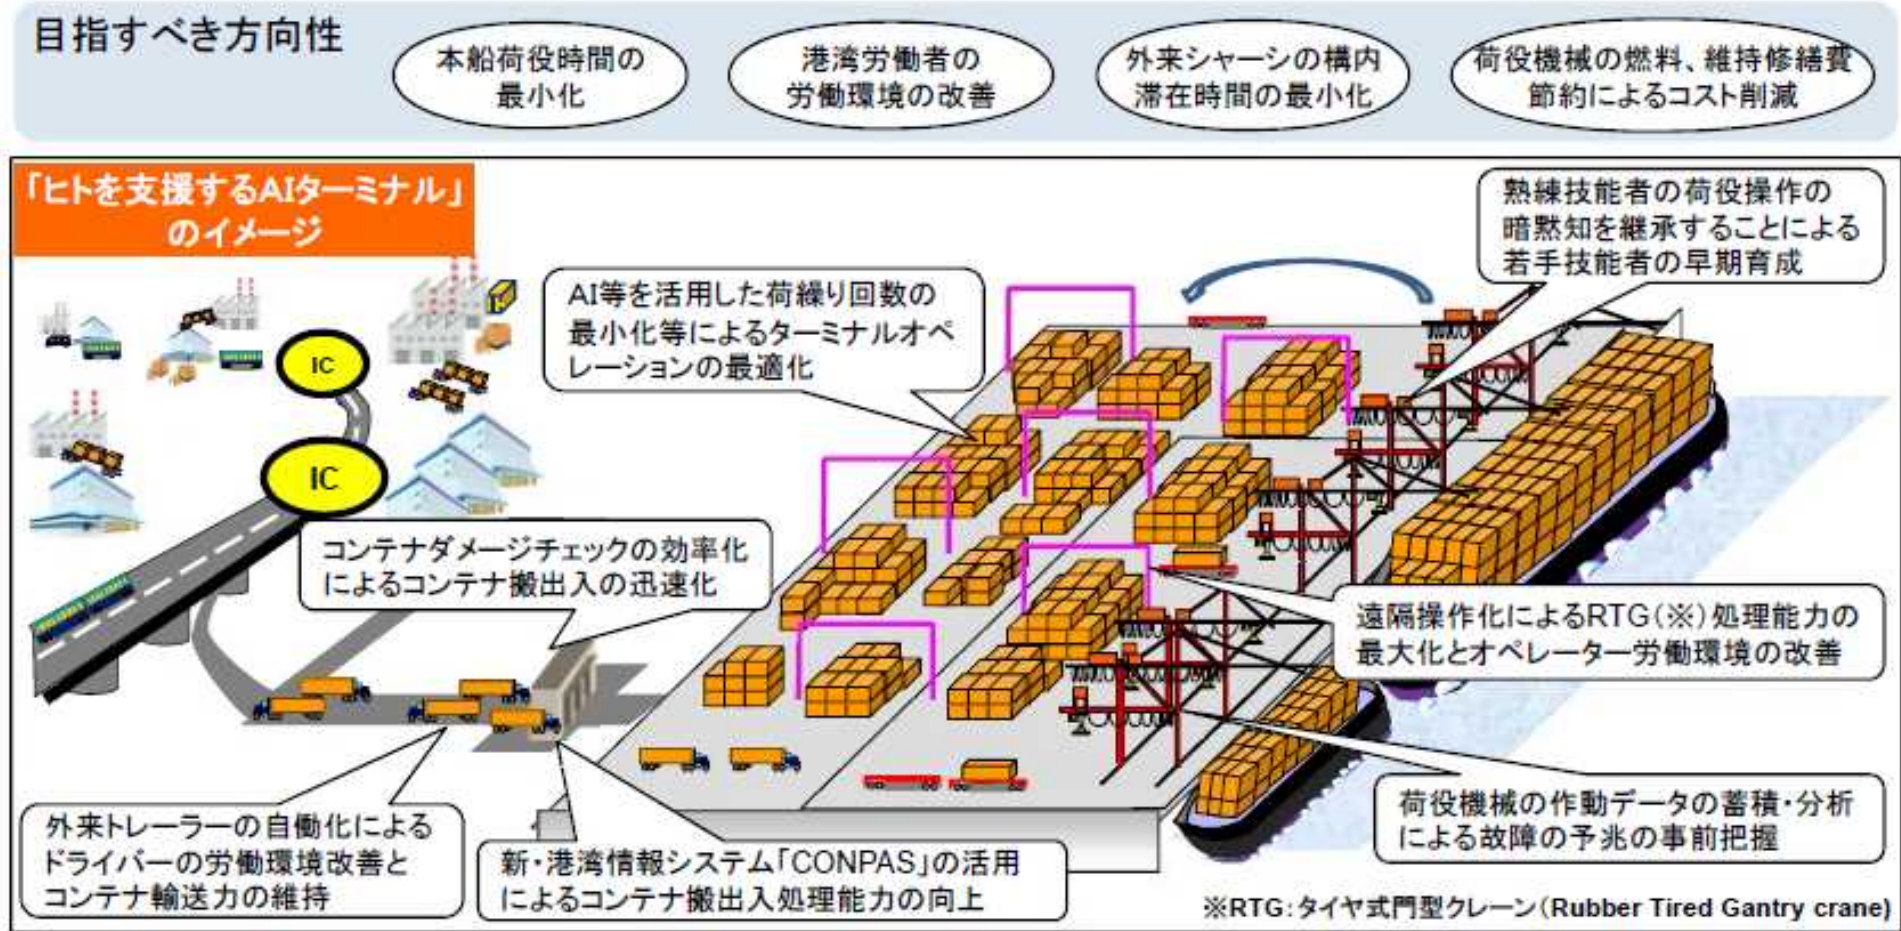 目指すべき方向性
本船荷役時間の
最小化
港湾労働者の
労働環境の改善
外来シャーシの構内
滞在時間の最小化
荷役機械の燃料、維持修繕費
節約によるコスト削減
「ヒトを支援するAIターミナル」
のイメージ
熟練技能者の荷役操作の
暗黙知を継承することによる
若手技能者の早期育成
AI等を活用した荷繰り回数の
最小化等によるターミナルオペ
レーションの最適化
IC
IC
コンテナダメージチェックの効率化
によるコンテナ搬出入の迅速化
遠隔操作化によるRTG(※)処理能力の
最大化とオペレーター労働環境の改善
荷役機械の作動データの蓄積・分析
による故障の予兆の事前把握
外来トレーラーの自働化による
ドライバーの労働環境改善と
コンテナ輸送力の維持
新・港湾情報システム「CONPAS」の活用
によるコンテナ搬出入処理能力の向上
※RTG:タイヤ式門型クレーン(Rubber Tired Gantry crane)